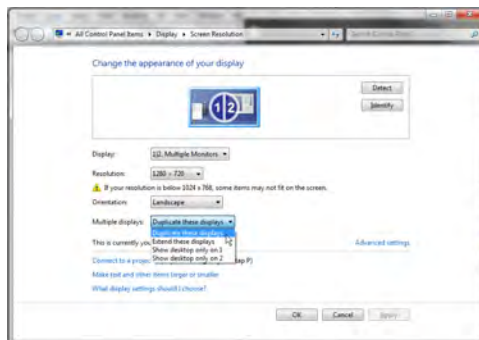 All Control Panel Items ▸ Display ▸ Screen Resolution
Change the appearance of your display
1|2
Detect
Identify
Display: 1|2. Multiple Monitors
Resolution: 1280 × 720
If your resolution is below 1024 x 768, some items may not fit on the screen.
Orientation: Landscape
Multiple displays: Duplicate these displays
Duplicate these displays
This is currently you
Extend these displays
Advanced settings
Show desktop only on 1
Connect to a proje
tap P)
Show desktop only on 2
Make text and other items larger or smaller
What display settings should I choose?
OK Cancel Apply